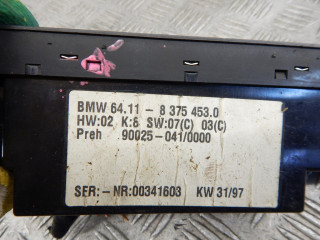 BMW 64.11 - 8 375 453.0
HW:02 K:8 SW:07(C) 03(C)
Preh 90025-041/0000
SER:-NR:00341603 KW 31/97